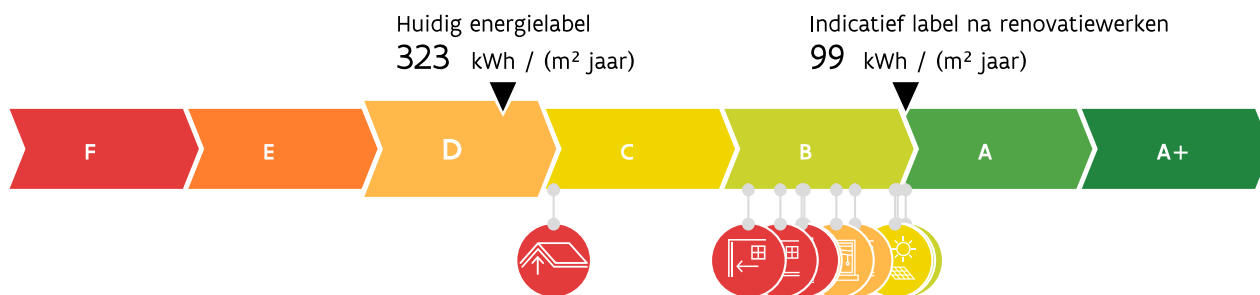 Huidig energielabel
323 kWh / (m² jaar)
Indicatief label na renovatiewerken
99 kWh / (m² jaar)
F E D C B A A+